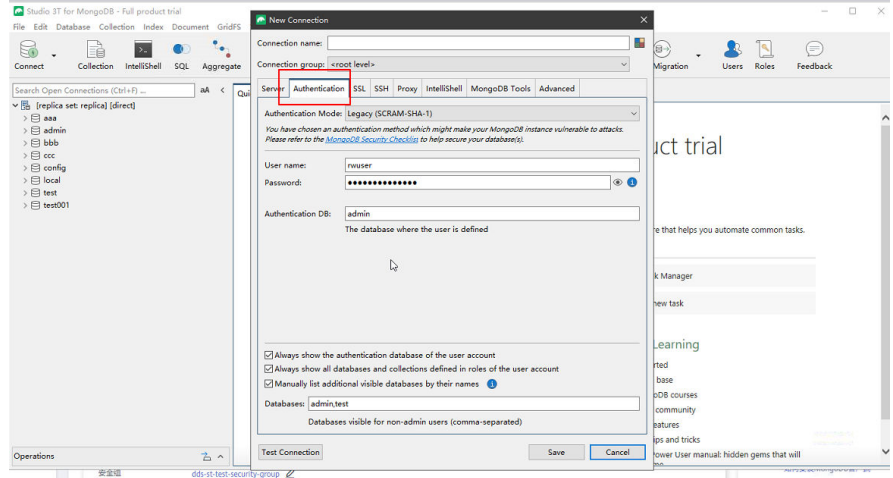 Studio 3T for MongoDB - Full product trial
File Edit Database Collection Index Document GridFS
Connect Collection IntelliShell SQL Aggregate
Migration Users Roles Feedback
Search Open Connections (Ctrl+F) ... aA
Qui
[replica set: replica] [direct]
aaa
admin
bbb
ccc
config
local
test
test001
Operations
New Connection
Connection name:
Connection group: <root level>
Server Authentication SSL SSH Proxy IntelliShell MongoDB Tools Advanced
Authentication Mode: Legacy (SCRAM-SHA-1)
You have chosen an authentication method which might make your MongoDB instance vulnerable to attacks.
Please refer to the MongoDB Security Checklist to help secure your database(s).
User name: rwuser
Password: ••••••••••••••
Authentication DB: admin
The database where the user is defined
Always show the authentication database of the user account
Always show all databases and collections defined in roles of the user account
Manually list additional visible databases by their names
Databases: admin,test
Databases visible for non-admin users (comma-separated)
Test Connection Save Cancel
uct trial
re that helps you automate common tasks.
k Manager
new task
Learning
rted
base
oDB courses
community
eatures
ips and tricks
Power User manual: hidden gems that will
安全组 dds-st-test-security-group